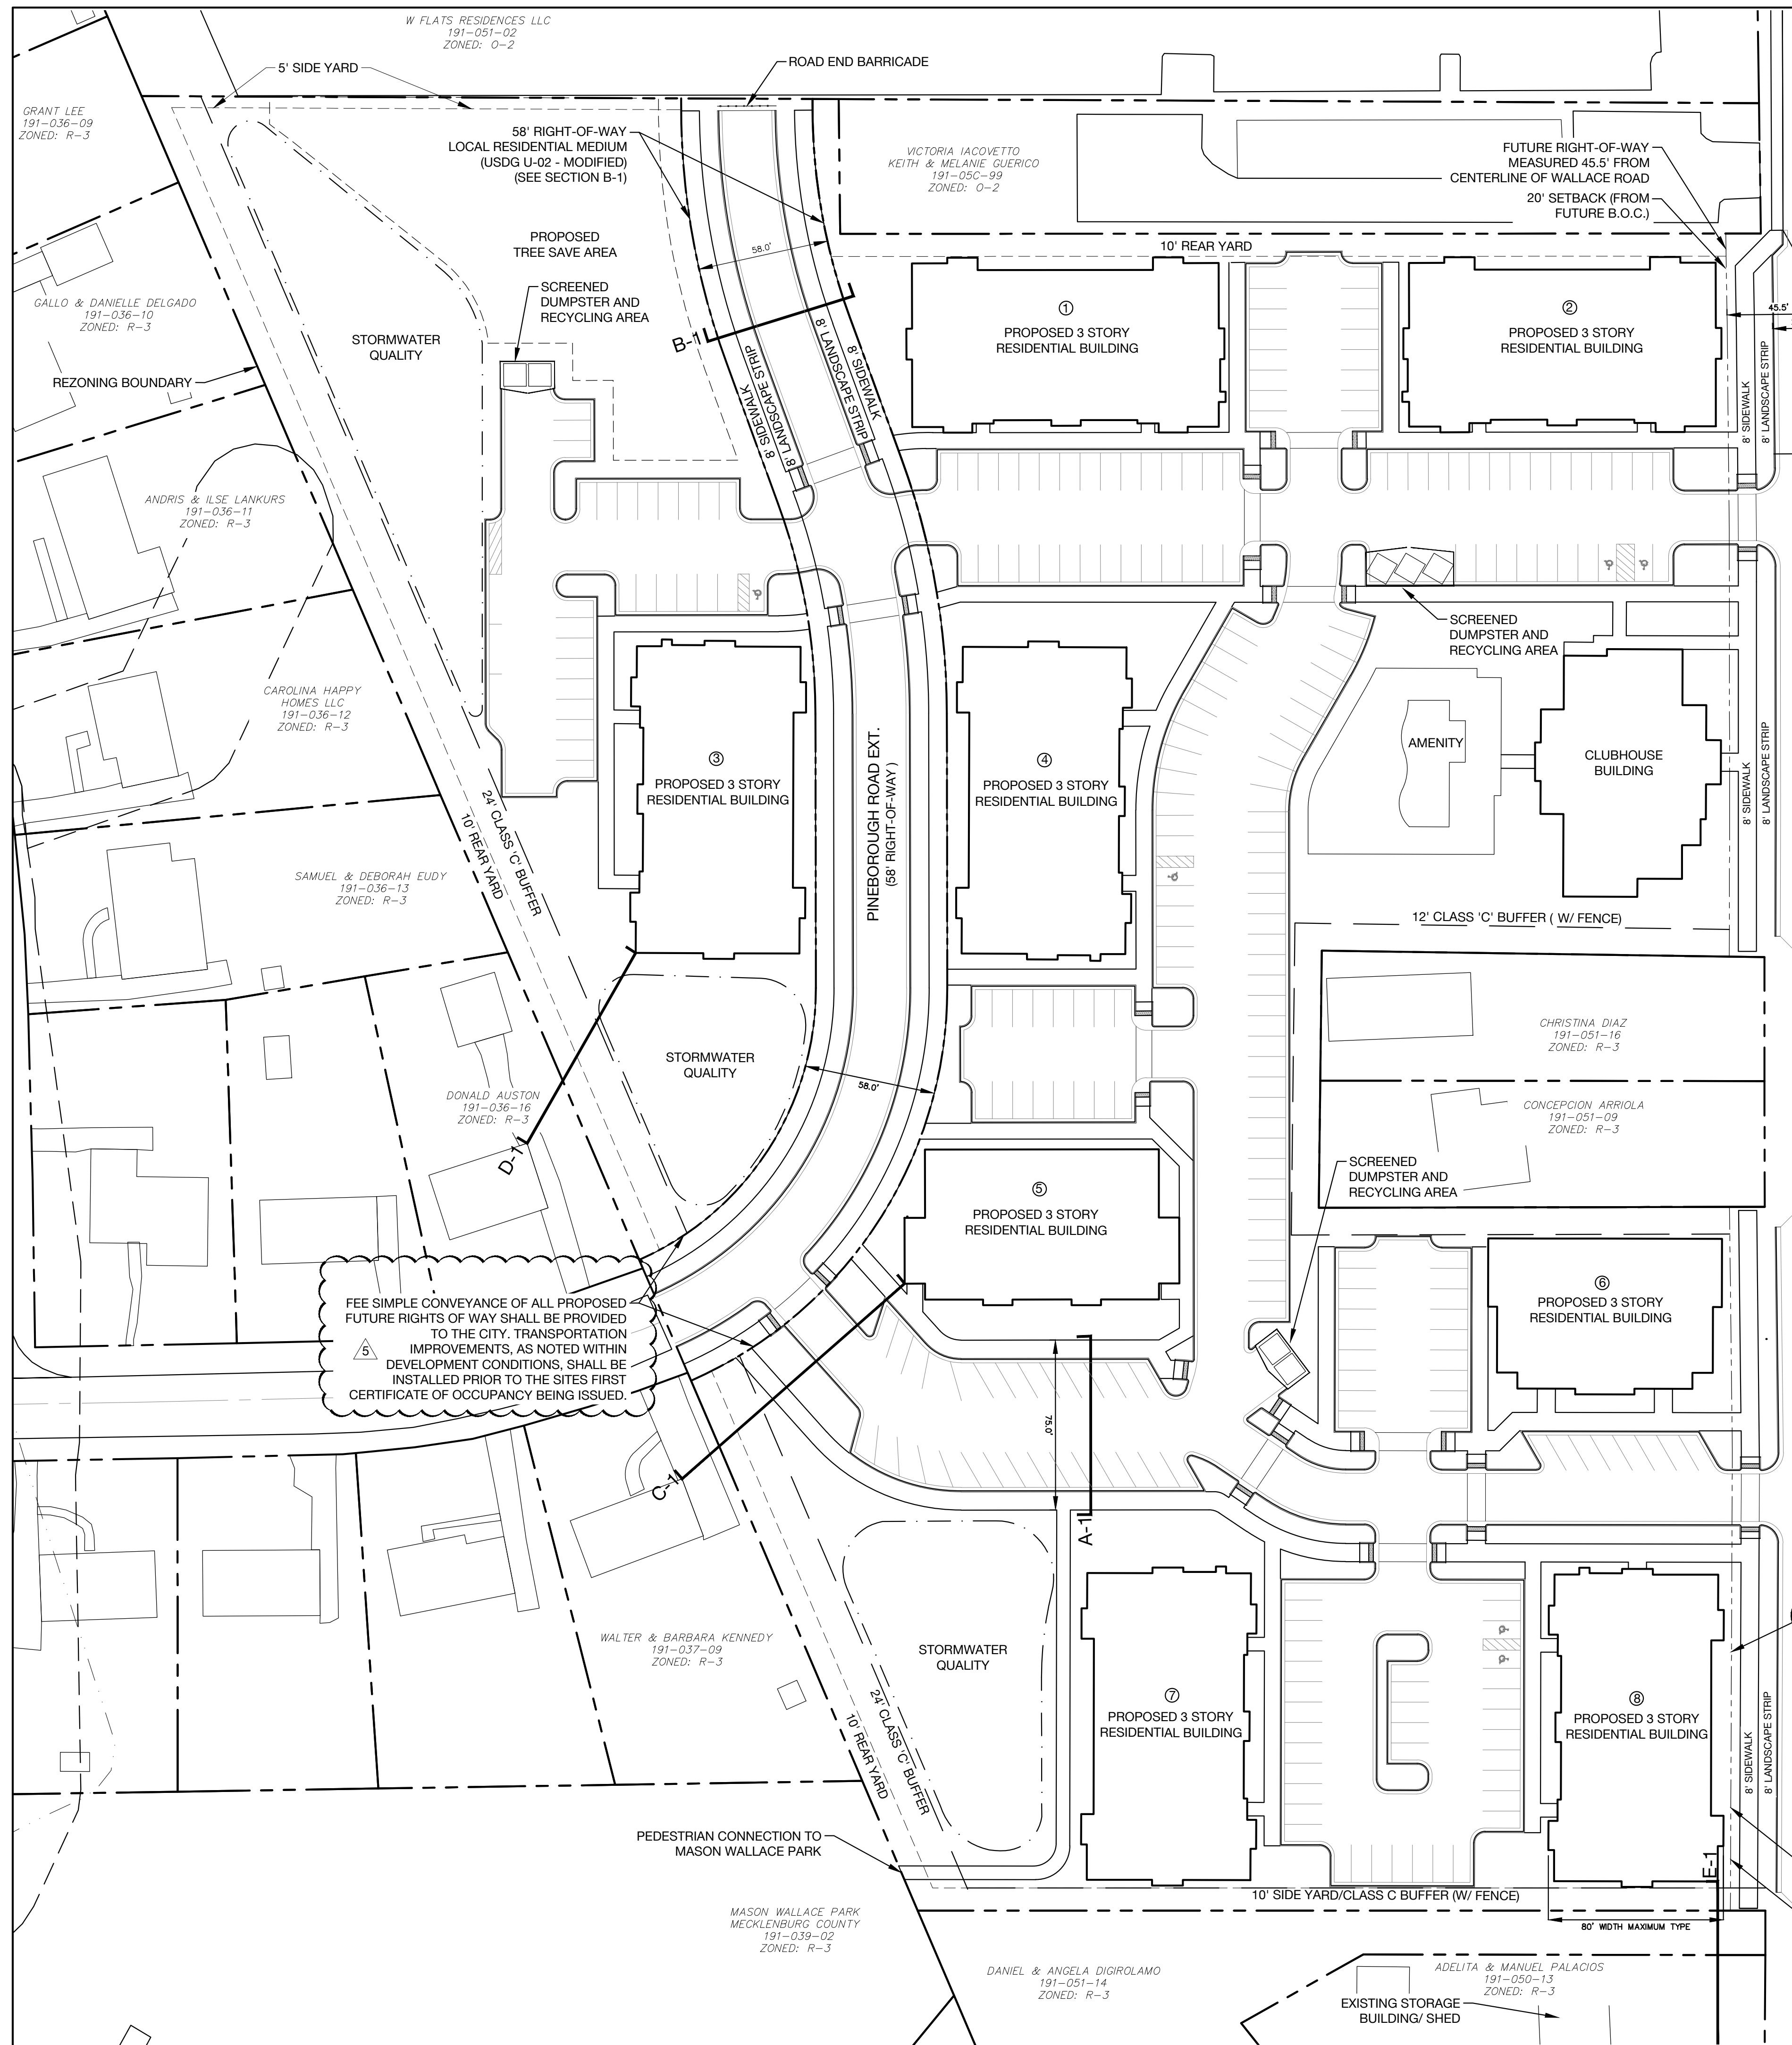 W FLATS RESIDENCES LLC
191-051-02
ZONED: O-2
5' SIDE YARD
ROAD END BARRICADE
GRANT LEE
191-036-09
ZONED: R-3
58' RIGHT-OF-WAY
LOCAL RESIDENTIAL MEDIUM
(USDG U-02 - MODIFIED)
(SEE SECTION B-1)
VICTORIA IACOVETTO
KEITH & MELANIE GUERICO
191-05C-99
ZONED: O-2
FUTURE RIGHT-OF-WAY
MEASURED 45.5' FROM
CENTERLINE OF WALLACE ROAD
20' SETBACK (FROM
FUTURE B.O.C.)
PROPOSED
TREE SAVE AREA
58.0'
10' REAR YARD
SCREENED
DUMPSTER AND
RECYCLING AREA
GALLO & DANIELLE DELGADO
191-036-10
ZONED: R-3
STORMWATER
QUALITY
B-1
8' SIDEWALK
8' LANDSCAPE STRIP
8' LANDSCAPE STRIP
8' SIDEWALK
1
PROPOSED 3 STORY
RESIDENTIAL BUILDING
2
PROPOSED 3 STORY
RESIDENTIAL BUILDING
45.5'
8' SIDEWALK
8' LANDSCAPE STRIP
REZONING BOUNDARY
ANDRIS & ILSE LANKURS
191-036-11
ZONED: R-3
SCREENED
DUMPSTER AND
RECYCLING AREA
CAROLINA HAPPY
HOMES LLC
191-036-12
ZONED: R-3
3
PROPOSED 3 STORY
RESIDENTIAL BUILDING
PINEBOROUGH ROAD EXT.
(58' RIGHT-OF-WAY )
4
PROPOSED 3 STORY
RESIDENTIAL BUILDING
AMENITY
CLUBHOUSE
BUILDING
8' SIDEWALK
8' LANDSCAPE STRIP
24' CLASS 'C' BUFFER
10' REAR YARD
SAMUEL & DEBORAH EUDY
191-036-13
ZONED: R-3
12' CLASS 'C' BUFFER ( W/ FENCE)
CHRISTINA DIAZ
191-051-16
ZONED: R-3
STORMWATER
QUALITY
58.0'
DONALD AUSTON
191-036-16
ZONED: R-3
D-1
CONCEPCION ARRIOLA
191-051-09
ZONED: R-3
SCREENED
DUMPSTER AND
RECYCLING AREA
5
PROPOSED 3 STORY
RESIDENTIAL BUILDING
6
PROPOSED 3 STORY
RESIDENTIAL BUILDING
FEE SIMPLE CONVEYANCE OF ALL PROPOSED
FUTURE RIGHTS OF WAY SHALL BE PROVIDED
TO THE CITY. TRANSPORTATION
IMPROVEMENTS, AS NOTED WITHIN
DEVELOPMENT CONDITIONS, SHALL BE
INSTALLED PRIOR TO THE SITES FIRST
CERTIFICATE OF OCCUPANCY BEING ISSUED.
5
75.0'
C-1
A-1
WALTER & BARBARA KENNEDY
191-037-09
ZONED: R-3
STORMWATER
QUALITY
24' CLASS 'C' BUFFER
10' REAR YARD
7
PROPOSED 3 STORY
RESIDENTIAL BUILDING
8
PROPOSED 3 STORY
RESIDENTIAL BUILDING
8' SIDEWALK
8' LANDSCAPE STRIP
PEDESTRIAN CONNECTION TO
MASON WALLACE PARK
E-1
10' SIDE YARD/CLASS C BUFFER (W/ FENCE)
80' WIDTH MAXIMUM TYPE
MASON WALLACE PARK
MECKLENBURG COUNTY
191-039-02
ZONED: R-3
DANIEL & ANGELA DIGIROLAMO
191-051-14
ZONED: R-3
ADELITA & MANUEL PALACIOS
191-050-13
ZONED: R-3
EXISTING STORAGE
BUILDING/ SHED